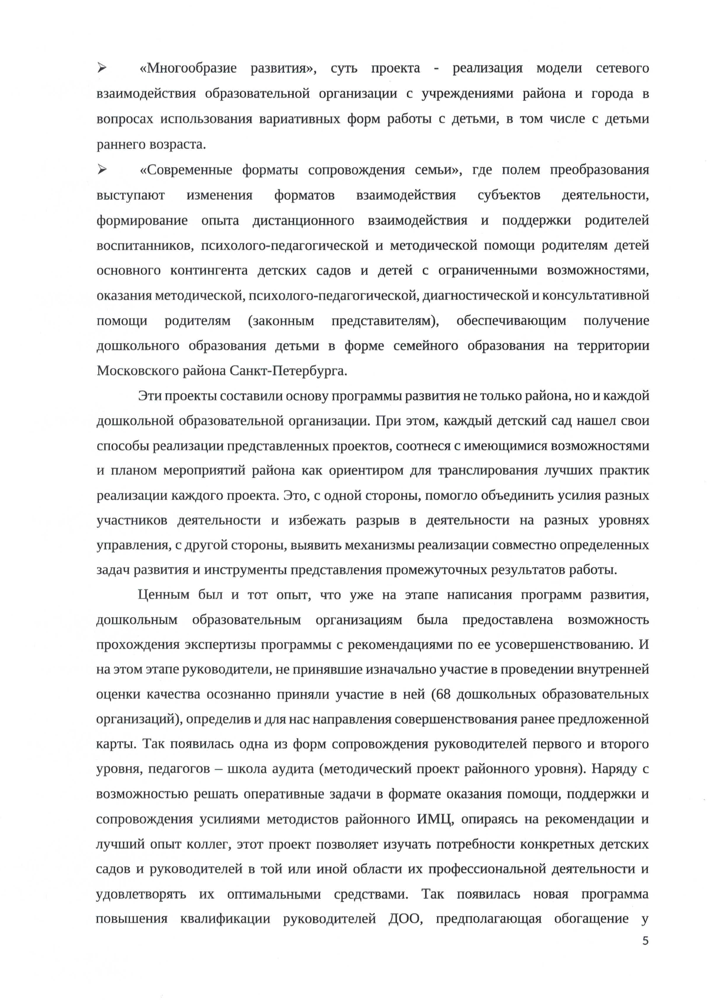 ➢ «Многообразие развития», суть проекта - реализация модели сетевого
взаимодействия образовательной организации с учреждениями района и города в
вопросах использования вариативных форм работы с детьми, в том числе с детьми
раннего возраста.
➢ «Современные форматы сопровождения семьи», где полем преобразования
выступают изменения форматов взаимодействия субъектов деятельности,
формирование опыта дистанционного взаимодействия и поддержки родителей
воспитанников, психолого-педагогической и методической помощи родителям детей
основного контингента детских садов и детей с ограниченными возможностями,
оказания методической, психолого-педагогической, диагностической и консультативной
помощи родителям (законным представителям), обеспечивающим получение
дошкольного образования детьми в форме семейного образования на территории
Московского района Санкт-Петербурга.
Эти проекты составили основу программы развития не только района, но и каждой
дошкольной образовательной организации. При этом, каждый детский сад нашел свои
способы реализации представленных проектов, соотнеся с имеющимися возможностями
и планом мероприятий района как ориентиром для транслирования лучших практик
реализации каждого проекта. Это, с одной стороны, помогло объединить усилия разных
участников деятельности и избежать разрыв в деятельности на разных уровнях
управления, с другой стороны, выявить механизмы реализации совместно определенных
задач развития и инструменты представления промежуточных результатов работы.
Ценным был и тот опыт, что уже на этапе написания программ развития,
дошкольным образовательным организациям была предоставлена возможность
прохождения экспертизы программы с рекомендациями по ее усовершенствованию. И
на этом этапе руководители, не принявшие изначально участие в проведении внутренней
оценки качества осознанно приняли участие в ней (68 дошкольных образовательных
организаций), определив и для нас направления совершенствования ранее предложенной
карты. Так появилась одна из форм сопровождения руководителей первого и второго
уровня, педагогов – школа аудита (методический проект районного уровня). Наряду с
возможностью решать оперативные задачи в формате оказания помощи, поддержки и
сопровождения усилиями методистов районного ИМЦ, опираясь на рекомендации и
лучший опыт коллег, этот проект позволяет изучать потребности конкретных детских
садов и руководителей в той или иной области их профессиональной деятельности и
удовлетворять их оптимальными средствами. Так появилась новая программа
повышения квалификации руководителей ДОО, предполагающая обогащение у
5